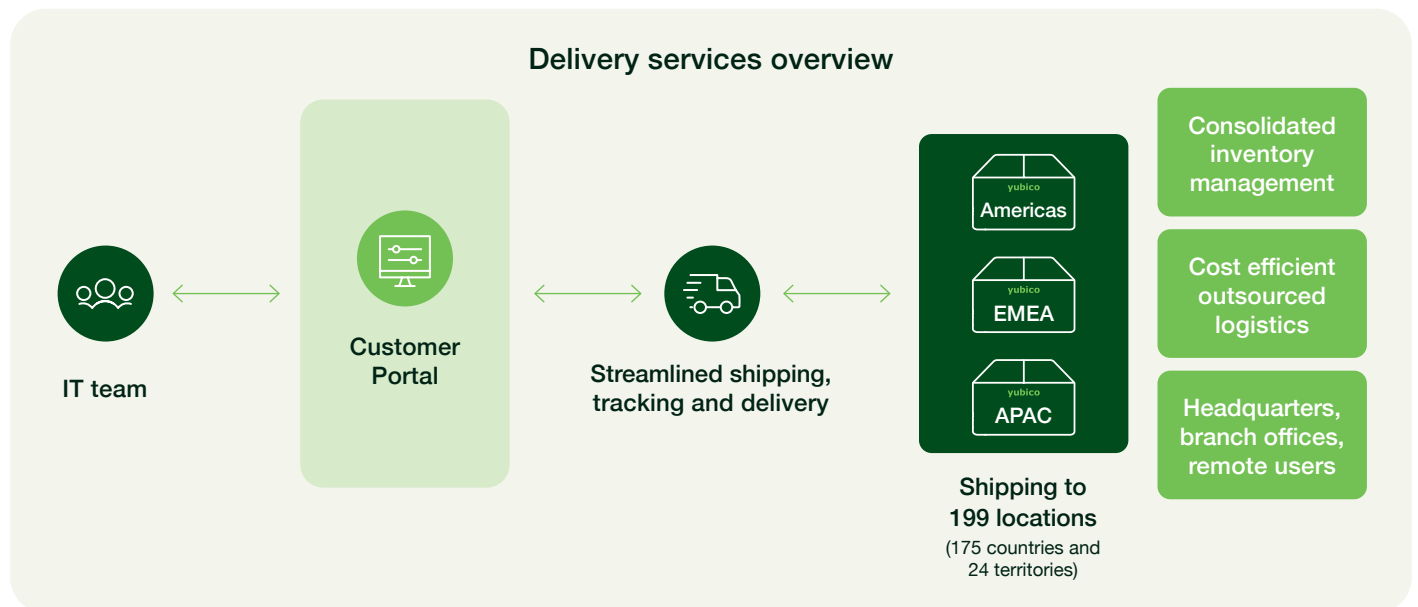 Delivery services overview
IT team
Customer
Portal
Streamlined shipping,
tracking and delivery
yubico
Americas
yubico
EMEA
yubico
APAC
Shipping to
199 locations
(175 countries and
24 territories)
Consolidated
inventory
management
Cost efficient
outsourced
logistics
Headquarters,
branch offices,
remote users